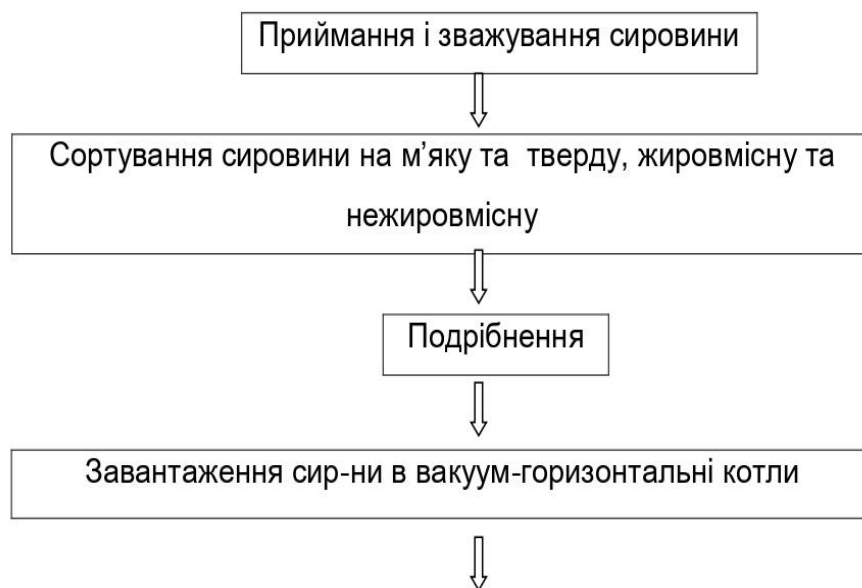 Приймання і зважування сировини
Сортування сировини на м’яку та тверду, жировмісну та
нежировмісну
Подрібнення
Завантаження сир-ни в вакуум-горизонтальні котли